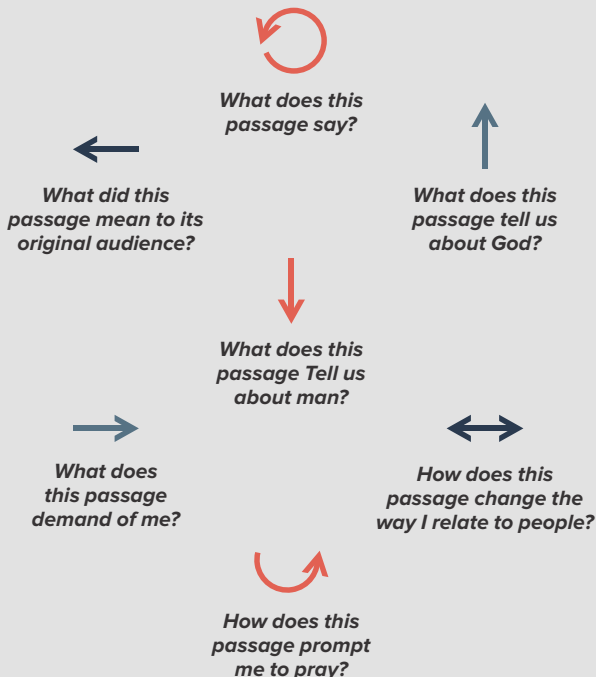 What does this
passage say?
What did this
passage mean to its
original audience?
What does this
passage tell us
about God?
What does this
passage Tell us
about man?
What does
this passage
demand of me?
How does this
passage change the
way I relate to people?
How does this
passage prompt
me to pray?